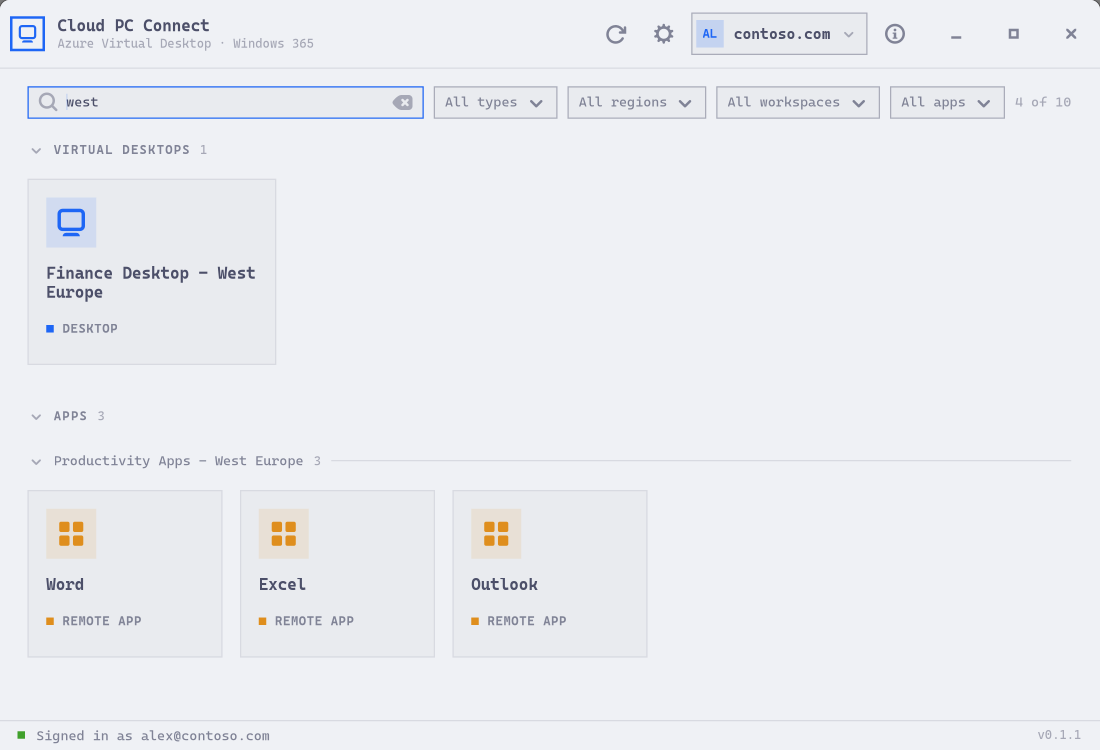 Cloud PC Connect
Azure Virtual Desktop · Windows 365
AL contoso.com
west
All types
All regions
All workspaces
All apps
4 of 10
VIRTUAL DESKTOPS 1
Finance Desktop – West
Europe
DESKTOP
APPS 3
Productivity Apps – West Europe 3
Word
REMOTE APP
Excel
REMOTE APP
Outlook
REMOTE APP
Signed in as alex@contoso.com
v0.1.1